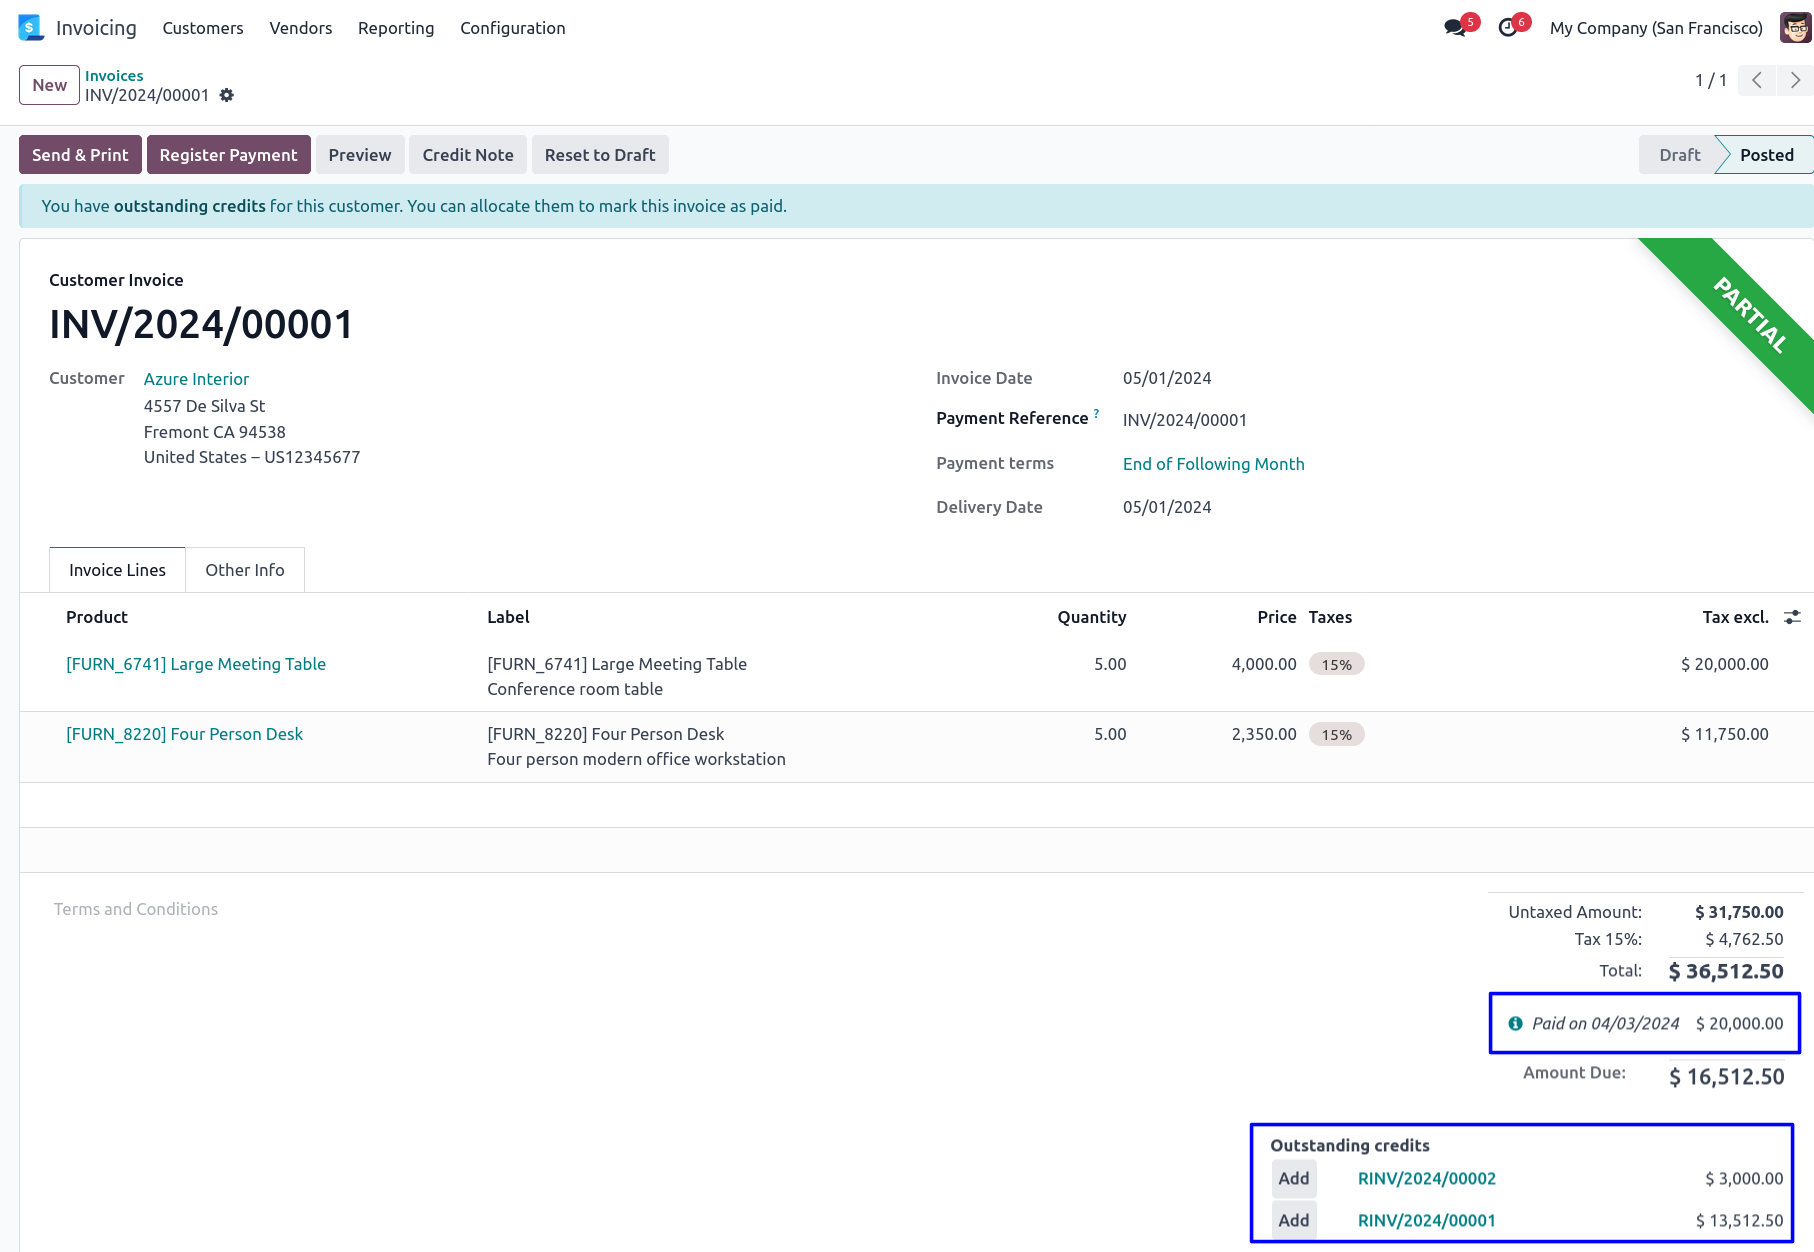 Invoicing Customers Vendors Reporting Configuration 5 6 My Company (San Francisco)
New Invoices 1 / 1
INV/2024/00001
Send & Print Register Payment Preview Credit Note Reset to Draft Draft Posted
You have outstanding credits for this customer. You can allocate them to mark this invoice as paid.
PARTIAL
Customer Invoice
INV/2024/00001
Customer Azure Interior
4557 De Silva St
Fremont CA 94538
United States – US12345677
Invoice Date 05/01/2024
Payment Reference ? INV/2024/00001
Payment terms End of Following Month
Delivery Date 05/01/2024
Invoice Lines Other Info
Product Label Quantity Price Taxes Tax excl.
[FURN_6741] Large Meeting Table [FURN_6741] Large Meeting Table 5.00 4,000.00 15% $ 20,000.00
Conference room table
[FURN_8220] Four Person Desk [FURN_8220] Four Person Desk 5.00 2,350.00 15% $ 11,750.00
Four person modern office workstation
Terms and Conditions
Untaxed Amount: $ 31,750.00
Tax 15%: $ 4,762.50
Total: $ 36,512.50
Paid on 04/03/2024 $ 20,000.00
Amount Due: $ 16,512.50
Outstanding credits
Add RINV/2024/00002 $ 3,000.00
Add RINV/2024/00001 $ 13,512.50